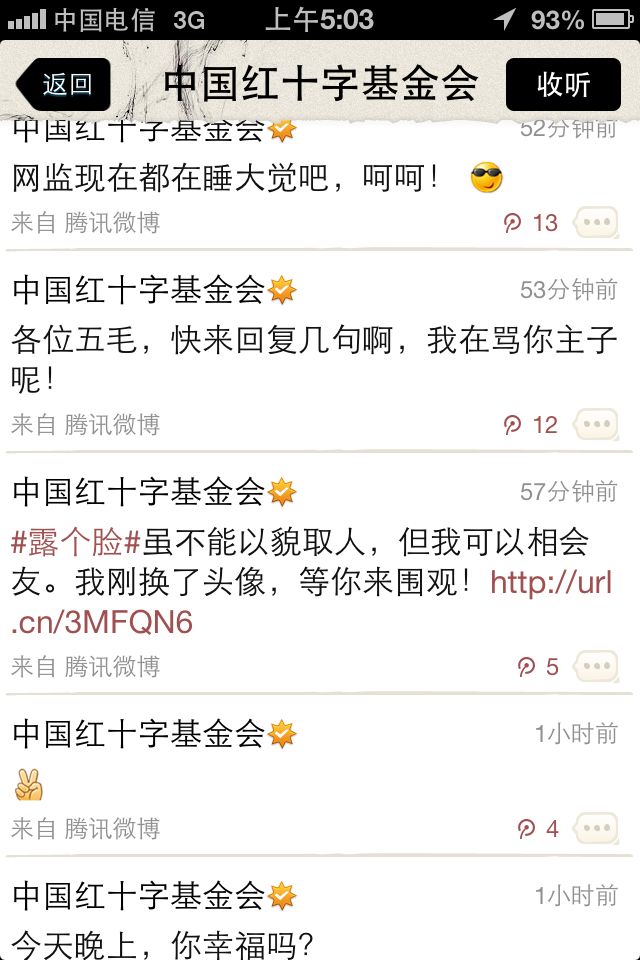 中国电信 3G 上午5:03 93%
返回 中国红十字基金会 收听
中国红十字基金会 52分钟前
网监现在都在睡大觉吧，呵呵！
来自 腾讯微博 13
中国红十字基金会 53分钟前
各位五毛，快来回复几句啊，我在骂你主子
呢！
来自 腾讯微博 12
中国红十字基金会 57分钟前
#露个脸#虽不能以貌取人，但我可以相会
友。我刚换了头像，等你来围观！http://url
.cn/3MFQN6
来自 腾讯微博 5
中国红十字基金会 1小时前
来自 腾讯微博 4
中国红十字基金会 1小时前
今天晚上，你幸福吗？